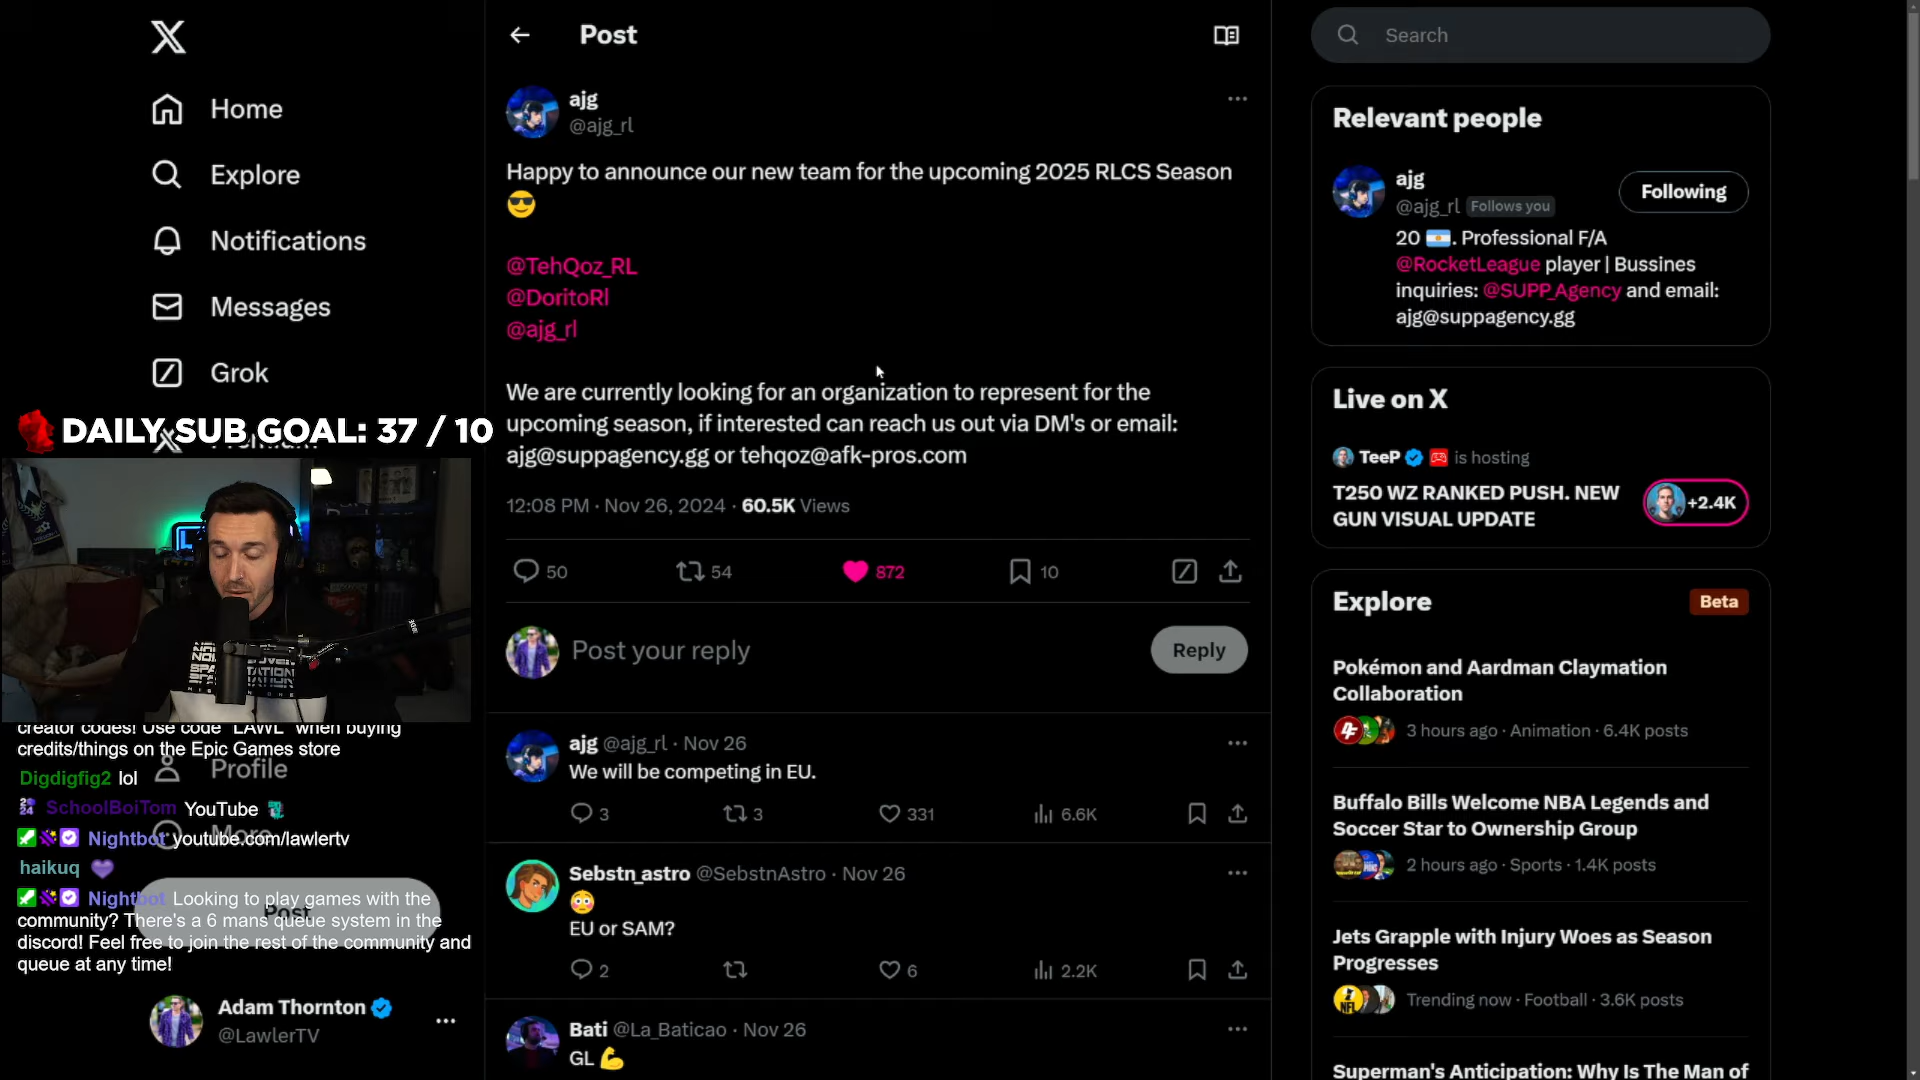 Home
Explore
Notifications
Messages
Grok
DAILY SUB GOAL: 37 / 10
creator codes! Use code "LAWL" when buying
credits/things on the Epic Games store
Profile
Digdigfig2 lol
SchoolBoiTom YouTube
More
Nightbot youtube.com/lawlertv
haikuq
Nightbot Looking to play games with the
Post
community? There's a 6 mans queue system in the
discord! Feel free to join the rest of the community and
queue at any time!
Adam Thornton
@LawlerTV
Post
ajg
@ajg_rl
Happy to announce our new team for the upcoming 2025 RLCS Season
😎
@TehQoz_RL
@DoritoRl
@ajg_rl
We are currently looking for an organization to represent for the
upcoming season, if interested can reach us out via DM's or email:
ajg@suppagency.gg or tehqoz@afk-pros.com
12:08 PM · Nov 26, 2024 · 60.5K Views
50 54 872 10
Post your reply
Reply
ajg @ajg_rl · Nov 26
We will be competing in EU.
3 3 331 6.6K
Sebstn_astro @SebstnAstro · Nov 26
😳
EU or SAM?
2 6 2.2K
Bati @La_Baticao · Nov 26
GL 💪
Search
Relevant people
ajg
Following
@ajg_rl Follows you
20 🇦🇷. Professional F/A
@RocketLeague player | Bussines
inquiries: @SUPP_Agency and email:
ajg@suppagency.gg
Live on X
TeeP is hosting
T250 WZ RANKED PUSH. NEW
GUN VISUAL UPDATE
+2.4K
Explore
Beta
Pokémon and Aardman Claymation
Collaboration
3 hours ago · Animation · 6.4K posts
Buffalo Bills Welcome NBA Legends and
Soccer Star to Ownership Group
2 hours ago · Sports · 1.4K posts
Jets Grapple with Injury Woes as Season
Progresses
Trending now · Football · 3.6K posts
Superman's Anticipation: Why Is The Man of